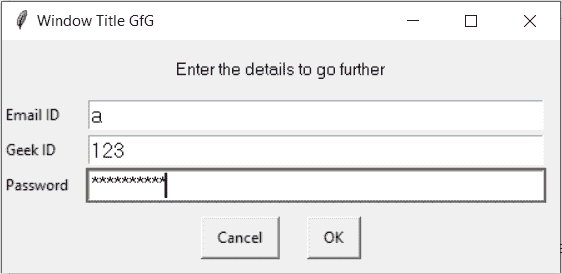 Window Title GfG
Enter the details to go further
Email ID a
Geek ID 123
Password **********
Cancel OK